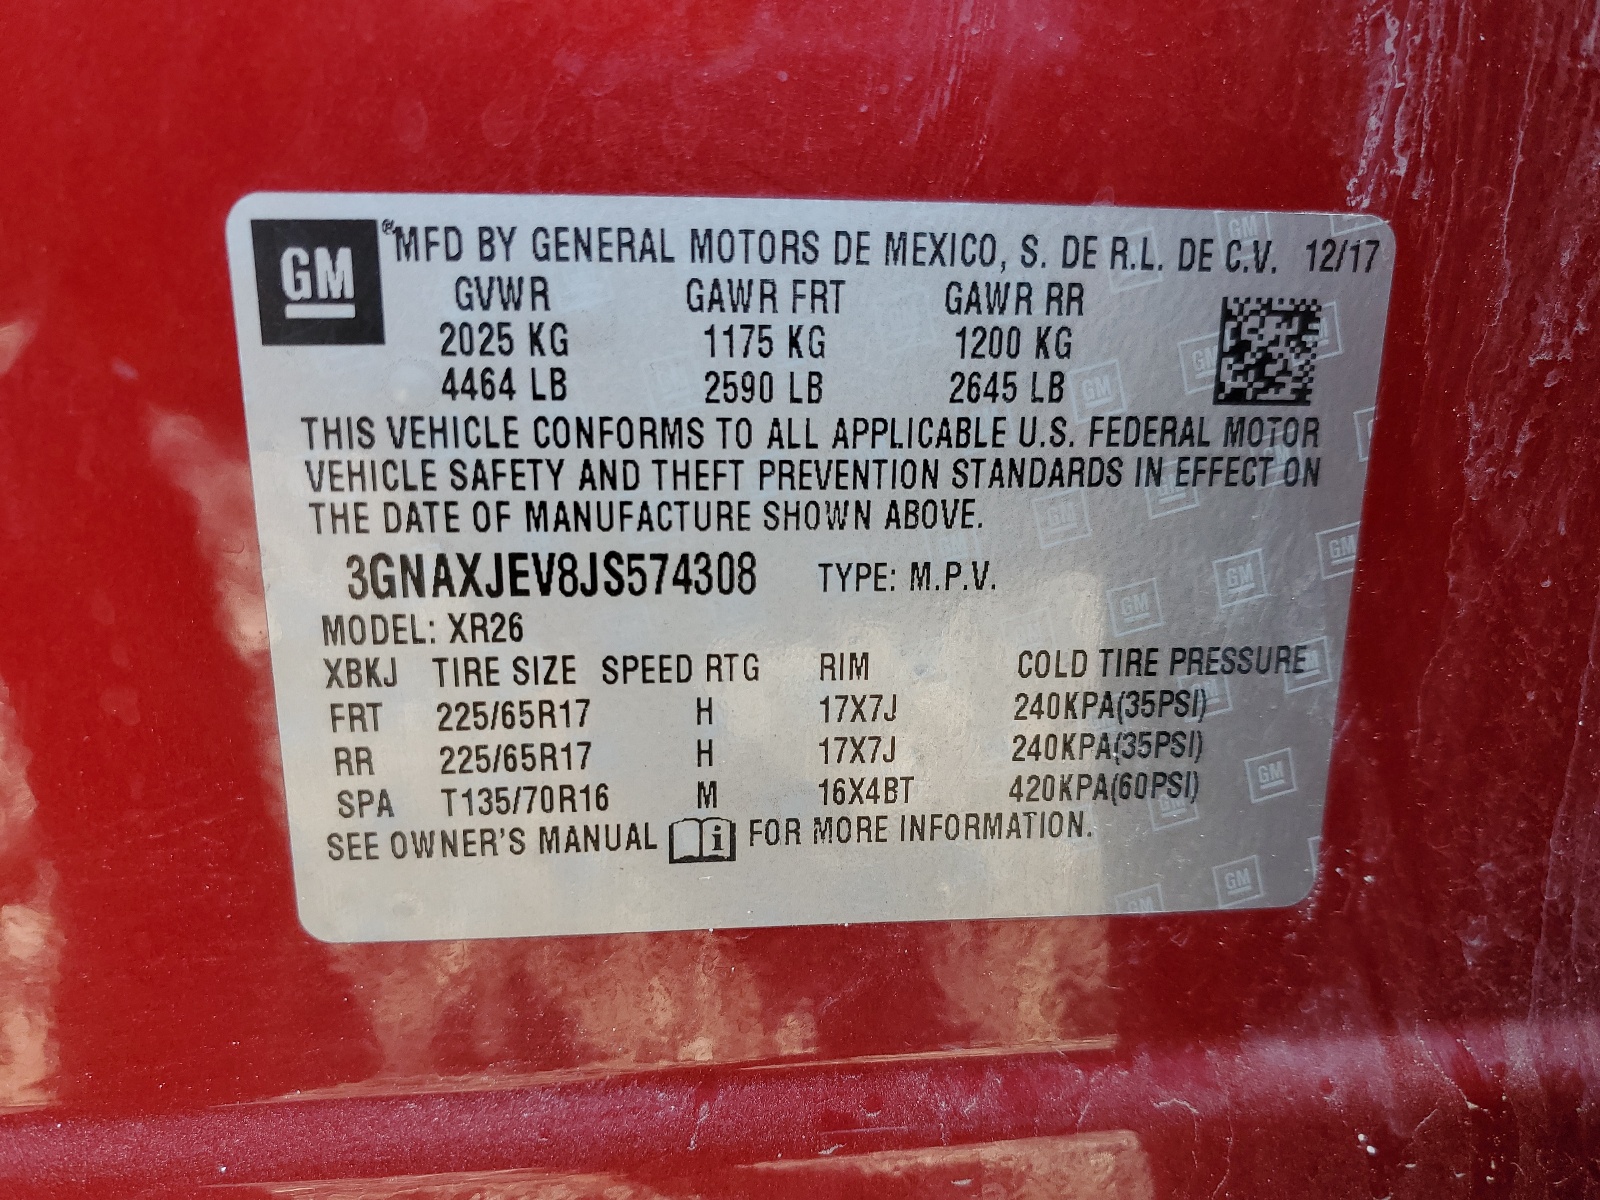 GM ®MFD BY GENERAL MOTORS DE MEXICO, S. DE R.L. DE C.V. 12/17
GVWR GAWR FRT GAWR RR
2025 KG 1175 KG 1200 KG
4464 LB 2590 LB 2645 LB
THIS VEHICLE CONFORMS TO ALL APPLICABLE U.S. FEDERAL MOTOR
VEHICLE SAFETY AND THEFT PREVENTION STANDARDS IN EFFECT ON
THE DATE OF MANUFACTURE SHOWN ABOVE.
3GNAXJEV8JS574308 TYPE: M.P.V.
MODEL: XR26
XBKJ TIRE SIZE SPEED RTG RIM COLD TIRE PRESSURE
FRT 225/65R17 H 17X7J 240KPA(35PSI)
RR 225/65R17 H 17X7J 240KPA(35PSI)
SPA T135/70R16 M 16X4BT 420KPA(60PSI)
SEE OWNER'S MANUAL i FOR MORE INFORMATION.